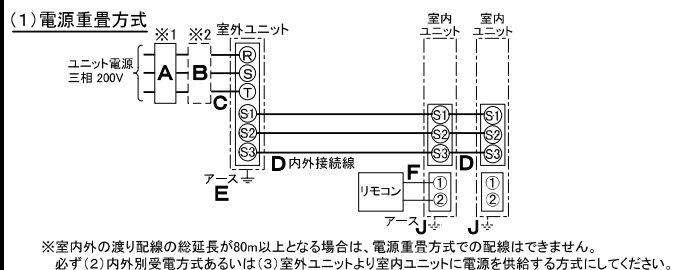 (1)電源重畳方式
※1
※2
室外ユニット
室内
ユニット
室内
ユニット
ユニット電源
三相 200V
A
B
C
R
S
T
S1
S2
S3
S1
S2
S3
S1
S2
S3
D 内外接続線
D
アース
E
リモコン
F
①
②
①
②
アース
J
J
※室内外の渡り配線の総延長が80m以上となる場合は、電源重畳方式での配線はできません。
必ず(2)内外別受電方式あるいは(3)室外ユニットより室内ユニットに電源を供給する方式にしてください。